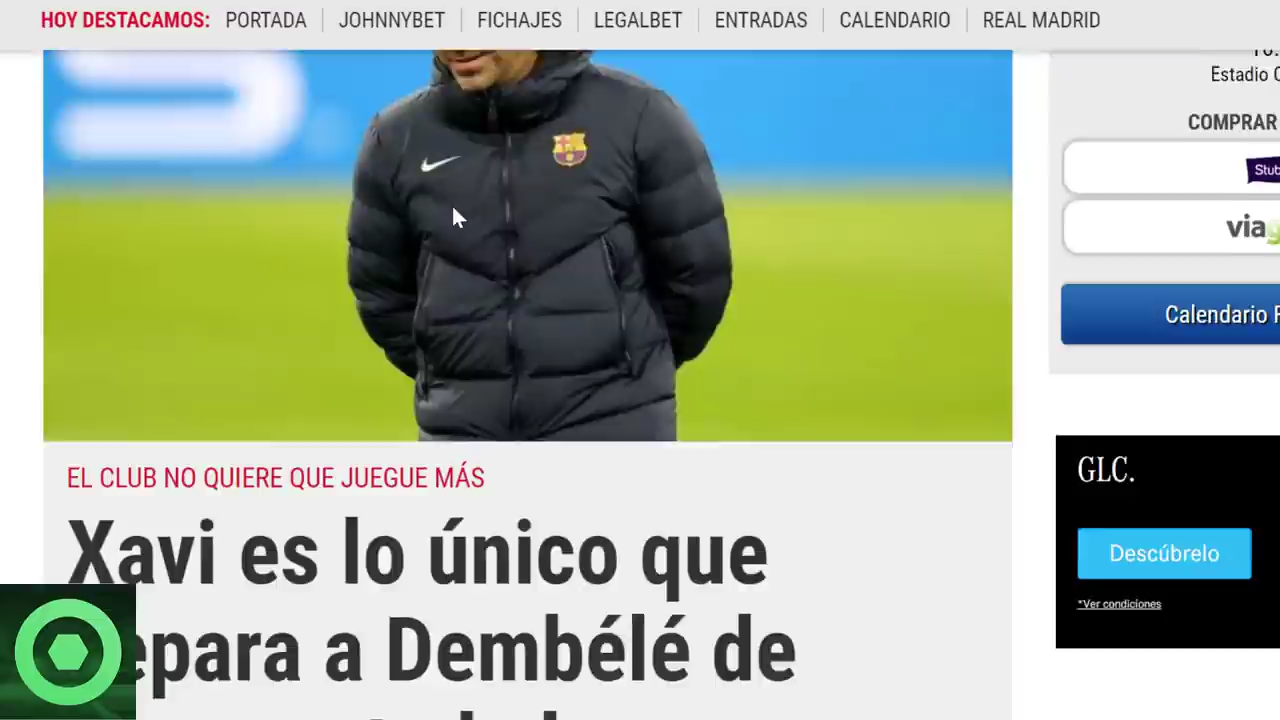 HOY DESTACAMOS: PORTADA JOHNNYBET FICHAJES LEGALBET ENTRADAS CALENDARIO REAL MADRID
Estadio
COMPRAR
Calendario
EL CLUB NO QUIERE QUE JUEGUE MÁS
Xavi es lo único que
a Dembélé de
GLC.
Descúbrelo
*Ver condiciones